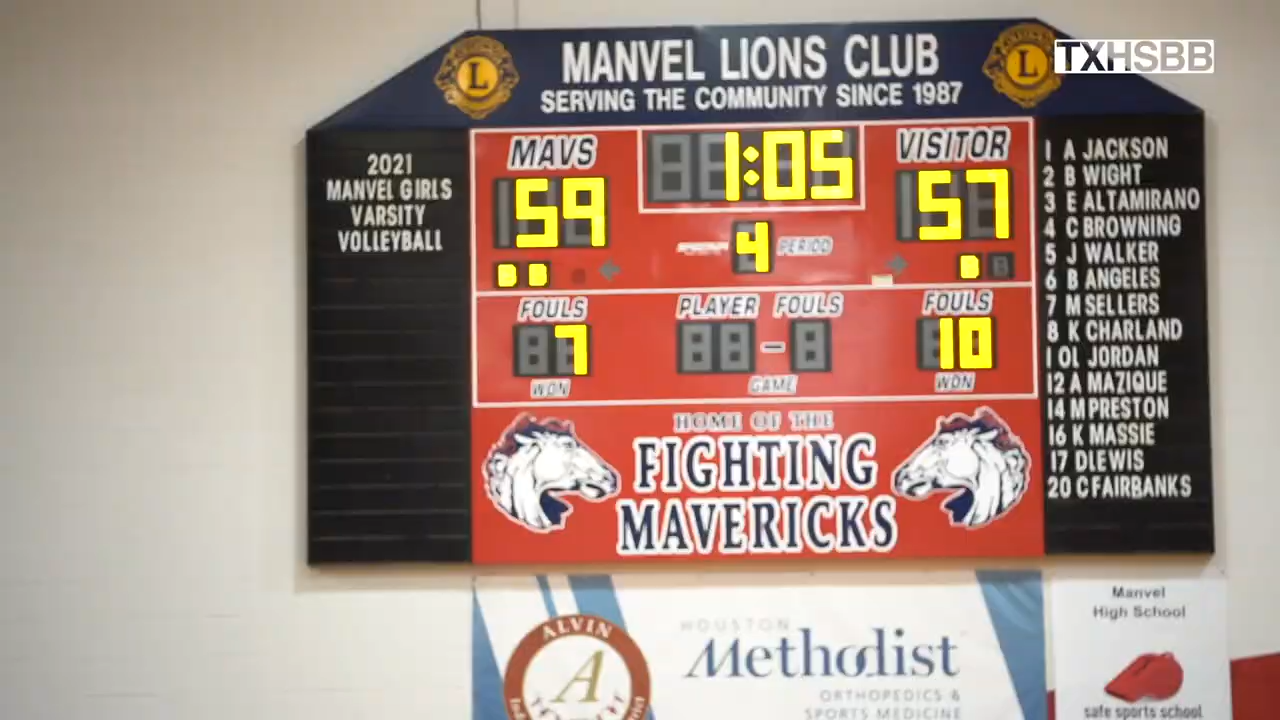 TXHSBB
MANVEL LIONS CLUB
SERVING THE COMMUNITY SINCE 1987
L
L
2021
MANVEL GIRLS
VARSITY
VOLLEYBALL
MAVS
1:05
VISITOR
59
57
4 PERIOD
FOULS
PLAYER FOULS
FOULS
7
10
WON
GAME
WON
HOME OF THE
FIGHTING
MAVERICKS
1 A JACKSON
2 B WIGHT
3 E ALTAMIRANO
4 C BROWNING
5 J WALKER
6 B ANGELES
7 M SELLERS
8 K CHARLAND
10 L JORDAN
12 A MAZIQUE
14 M PRESTON
16 K MASSIE
17 D LEWIS
20 C FAIRBANKS
ALVIN
A
HOUSTON
Methodist
ORTHOPEDICS &
SPORTS MEDICINE
Manvel
High School
safe sports school